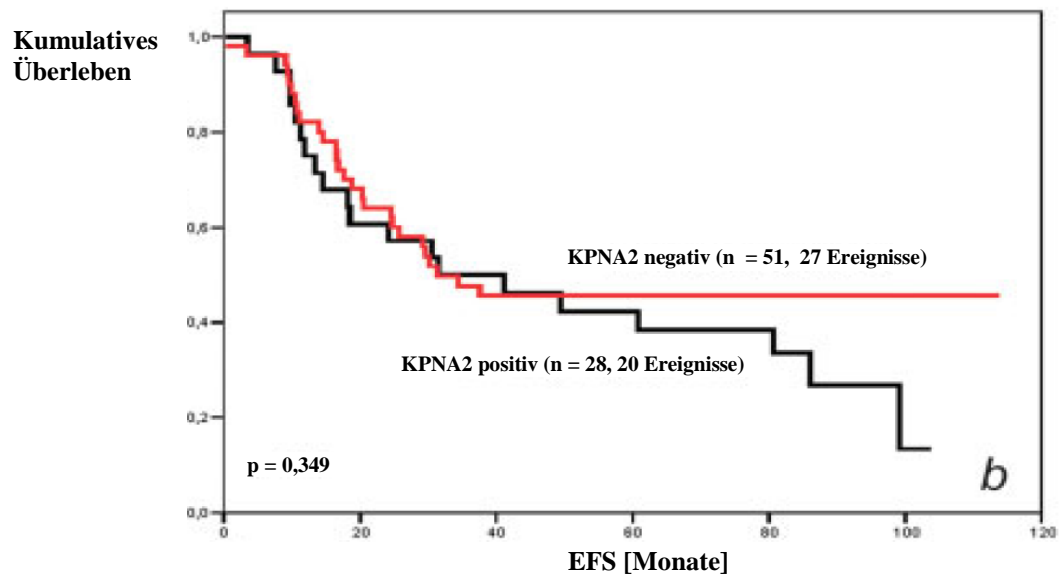 Kumulatives
Überleben
1,0
0,8
0,6
0,4
0,2
0,0
KPNA2 negativ (n = 51, 27 Ereignisse)
KPNA2 positiv (n = 28, 20 Ereignisse)
p = 0,349
b
0 20 40 60 80 100 120
EFS [Monate]